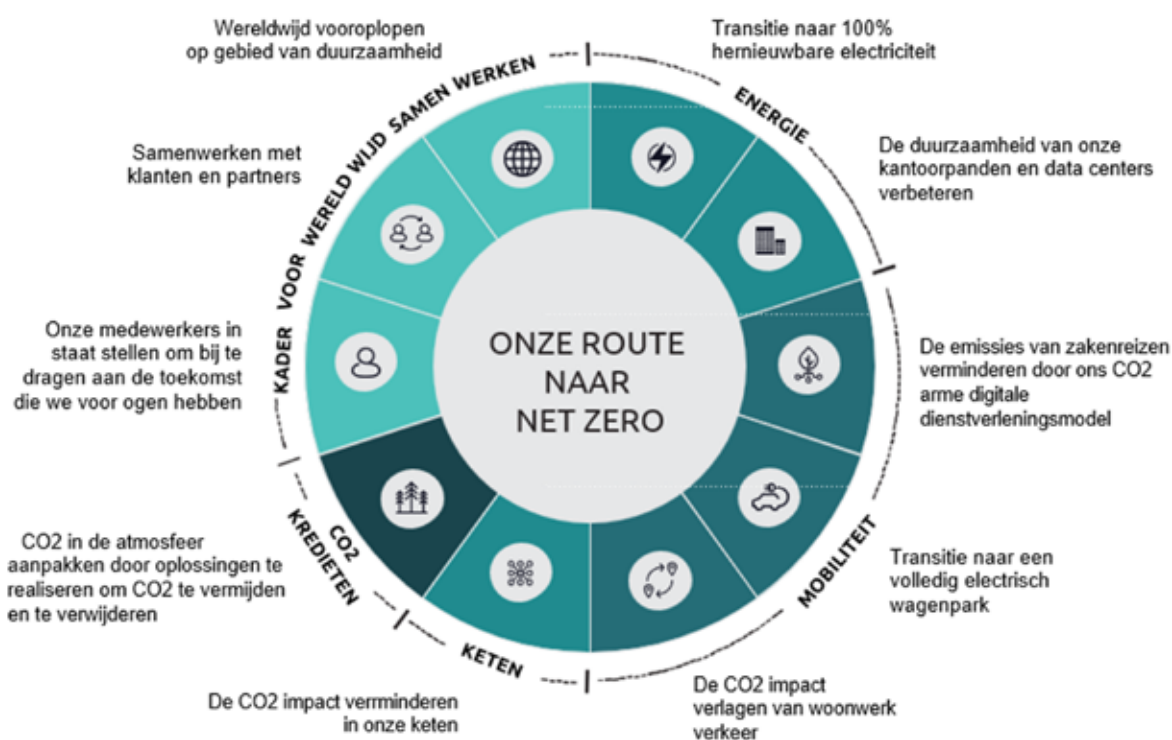 Wereldwijd vooroplopen
op gebied van duurzaamheid
Transitie naar 100%
hernieuwbare electriciteit
ENERGIE
De duurzaamheid van onze
kantoorpanden en data centers
verbeteren
De emissies van zakenreizen
verminderen door ons CO2
arme digitale
dienstverleningsmodel
MOBILITEIT
Transitie naar een
volledig electrisch
wagenpark
De CO2 impact
verlagen van woonwerk
verkeer
KETEN
De CO2 impact verrminderen
in onze keten
CO2
KREDIETEN
CO2 in de atmosfeer
aanpakken door oplossingen te
realiseren om CO2 te vermijden
en te verwijderen
KADER VOOR WERELDWIJD SAMEN WERKEN
Onze medewerkers in
staat stellen om bij te
dragen aan de toekomst
die we voor ogen hebben
Samenwerken met
klanten en partners
ONZE ROUTE
NAAR
NET ZERO